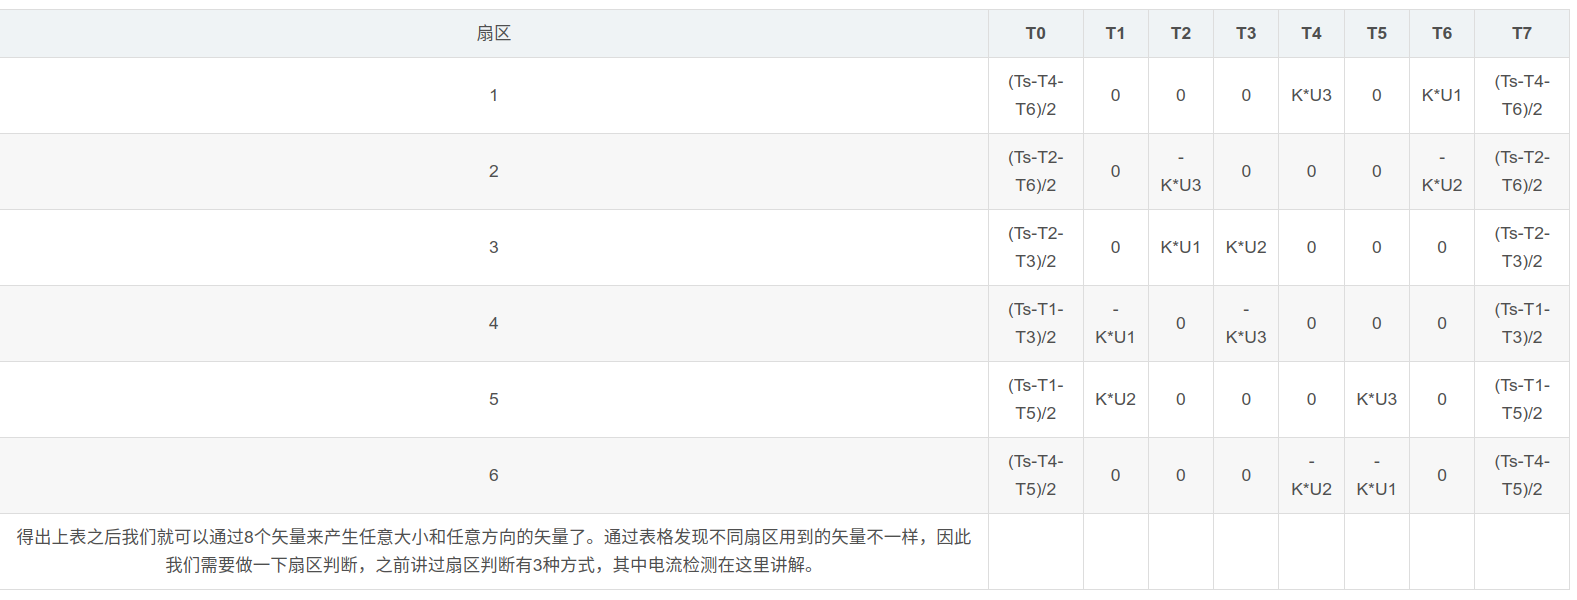 扇区 T0 T1 T2 T3 T4 T5 T6 T7
1 (Ts-T4-T6)/2 0 0 0 K*U3 0 K*U1 (Ts-T4-T6)/2
2 (Ts-T2-T6)/2 0 -K*U3 0 0 0 -K*U2 (Ts-T2-T6)/2
3 (Ts-T2-T3)/2 0 K*U1 K*U2 0 0 0 (Ts-T2-T3)/2
4 (Ts-T1-T3)/2 -K*U1 0 -K*U3 0 0 0 (Ts-T1-T3)/2
5 (Ts-T1-T5)/2 K*U2 0 0 0 K*U3 0 (Ts-T1-T5)/2
6 (Ts-T4-T5)/2 0 0 0 -K*U2 -K*U1 0 (Ts-T4-T5)/2
得出上表之后我们就可以通过8个矢量来产生任意大小和任意方向的矢量了。通过表格发现不同扇区用到的矢量不一样，因此
我们需要做一下扇区判断，之前讲过扇区判断有3种方式，其中电流检测在这里讲解。